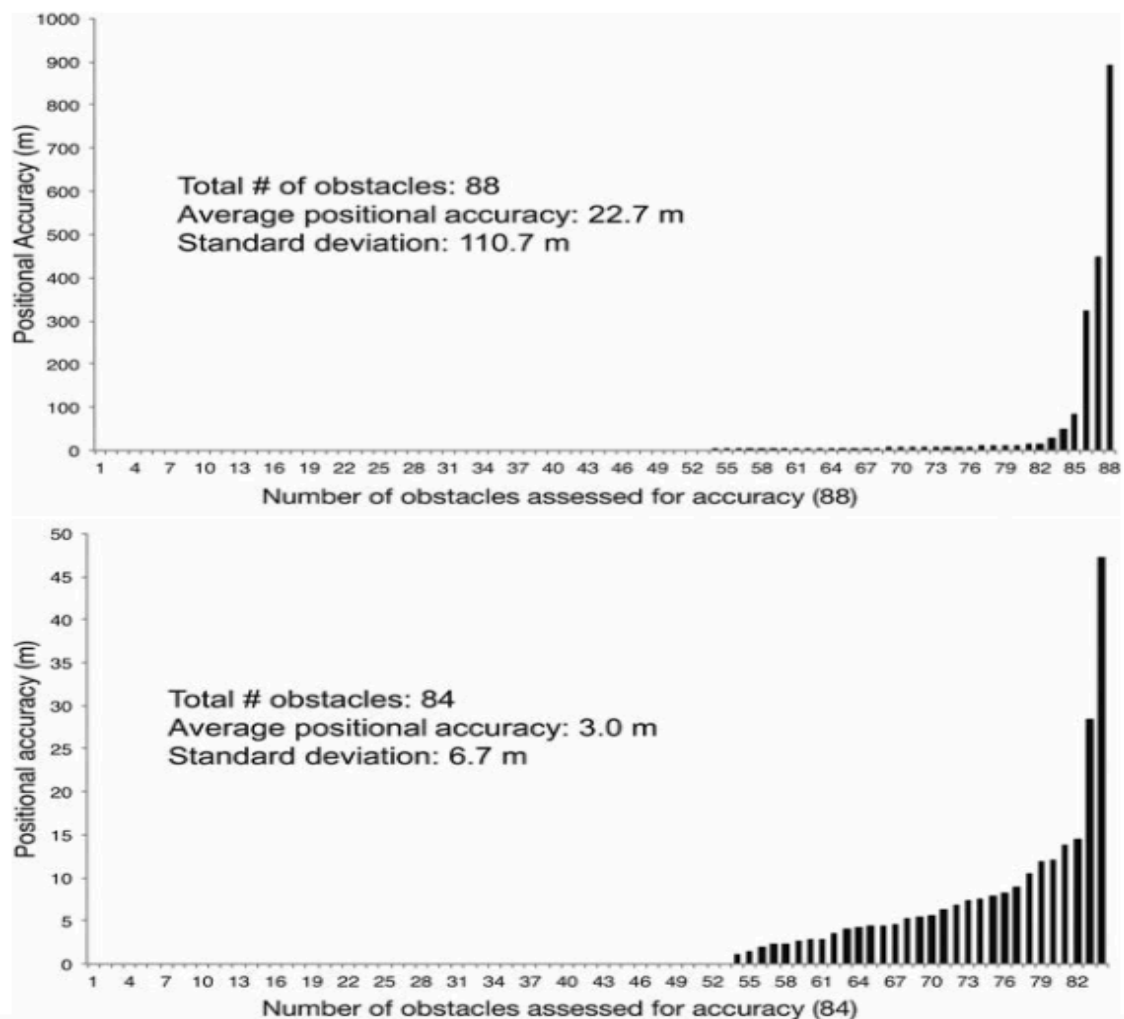 1000
900
800
700
600
500
400
300
200
100
0
Positional Accuracy (m)
Total # of obstacles: 88
Average positional accuracy: 22.7 m
Standard deviation: 110.7 m
1 4 7 10 13 16 19 22 25 28 31 34 37 40 43 46 49 52 55 58 61 64 67 70 73 76 79 82 85 88
Number of obstacles assessed for accuracy (88)
50
45
40
35
30
25
20
15
10
5
0
Positional accuracy (m)
Total # obstacles: 84
Average positional accuracy: 3.0 m
Standard deviation: 6.7 m
1 4 7 10 13 16 19 22 25 28 31 34 37 40 43 46 49 52 55 58 61 64 67 70 73 76 79 82
Number of obstacles assessed for accuracy (84)